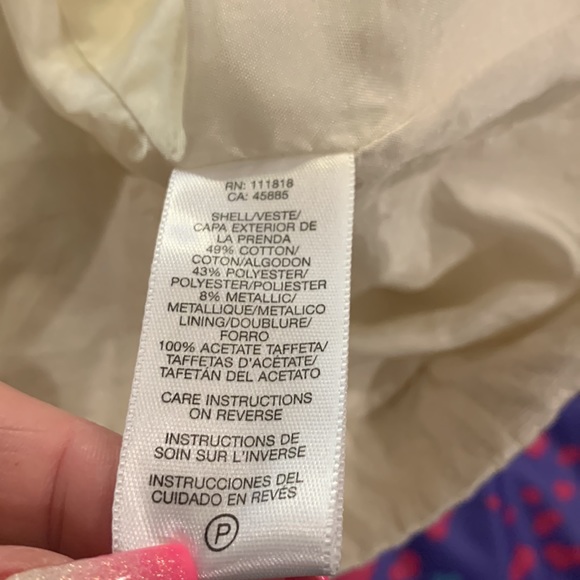 RN: 111818
CA: 45885
SHELL/VESTE/
CAPA EXTERIOR DE
LA PRENDA
49% COTTON/
COTON/ALGODON
43% POLYESTER/
POLYESTER/POLIESTER
8% METALLIC/
METALLIQUE/METALICO
LINING/DOUBLURE/
FORRO
100% ACETATE TAFFETA/
TAFFETAS D'ACÉTATE/
TAFETÁN DEL ACETATO
CARE INSTRUCTIONS
ON REVERSE
INSTRUCTIONS DE
SOIN SUR L'INVERSE
INSTRUCCIONES DEL
CUIDADO EN REVÉS
P